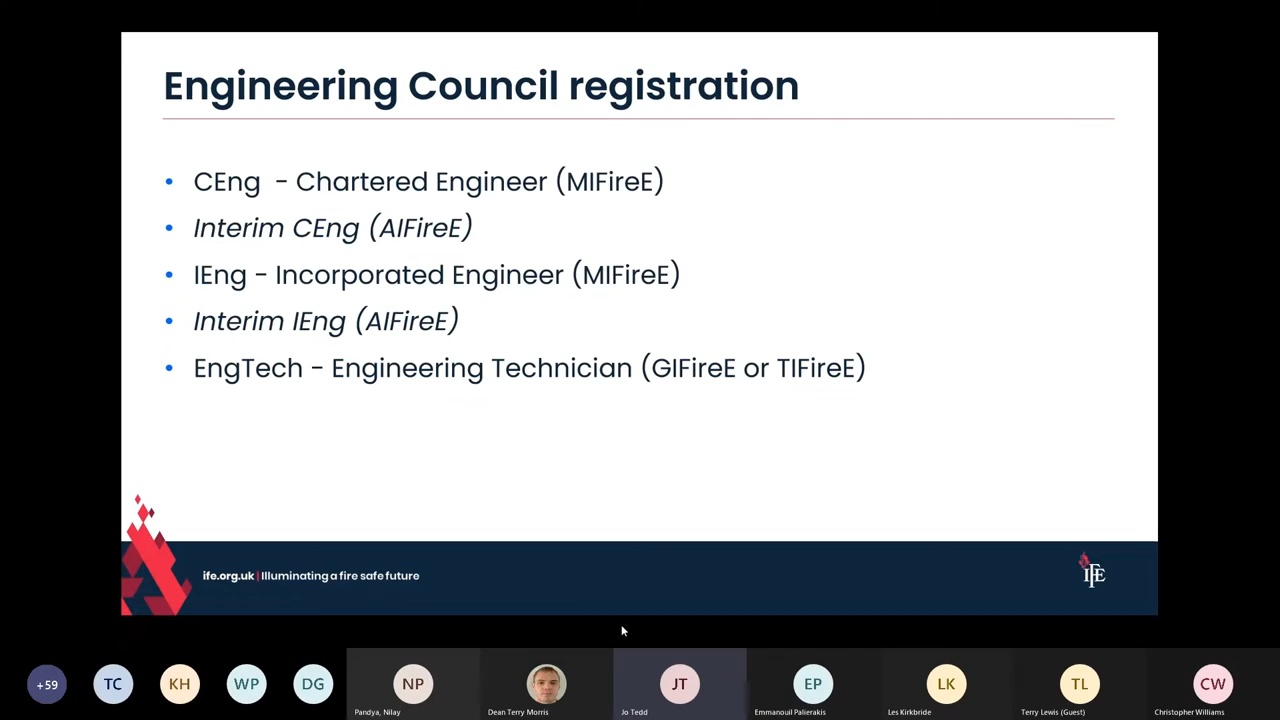 Engineering Council registration
• CEng - Chartered Engineer (MIFireE)
• Interim CEng (AIFireE)
• IEng - Incorporated Engineer (MIFireE)
• Interim IEng (AIFireE)
• EngTech - Engineering Technician (GIFireE or TIFireE)
ife.org.uk | Illuminating a fire safe future
IFE
+59 TC KH WP DG NP JT EP LK TL CW
Pandya, Nilay Dean Terry Morris Jo Tedd Emmanouil Palierakis Les Kirkbride Terry Lewis (Guest) Christopher Williams